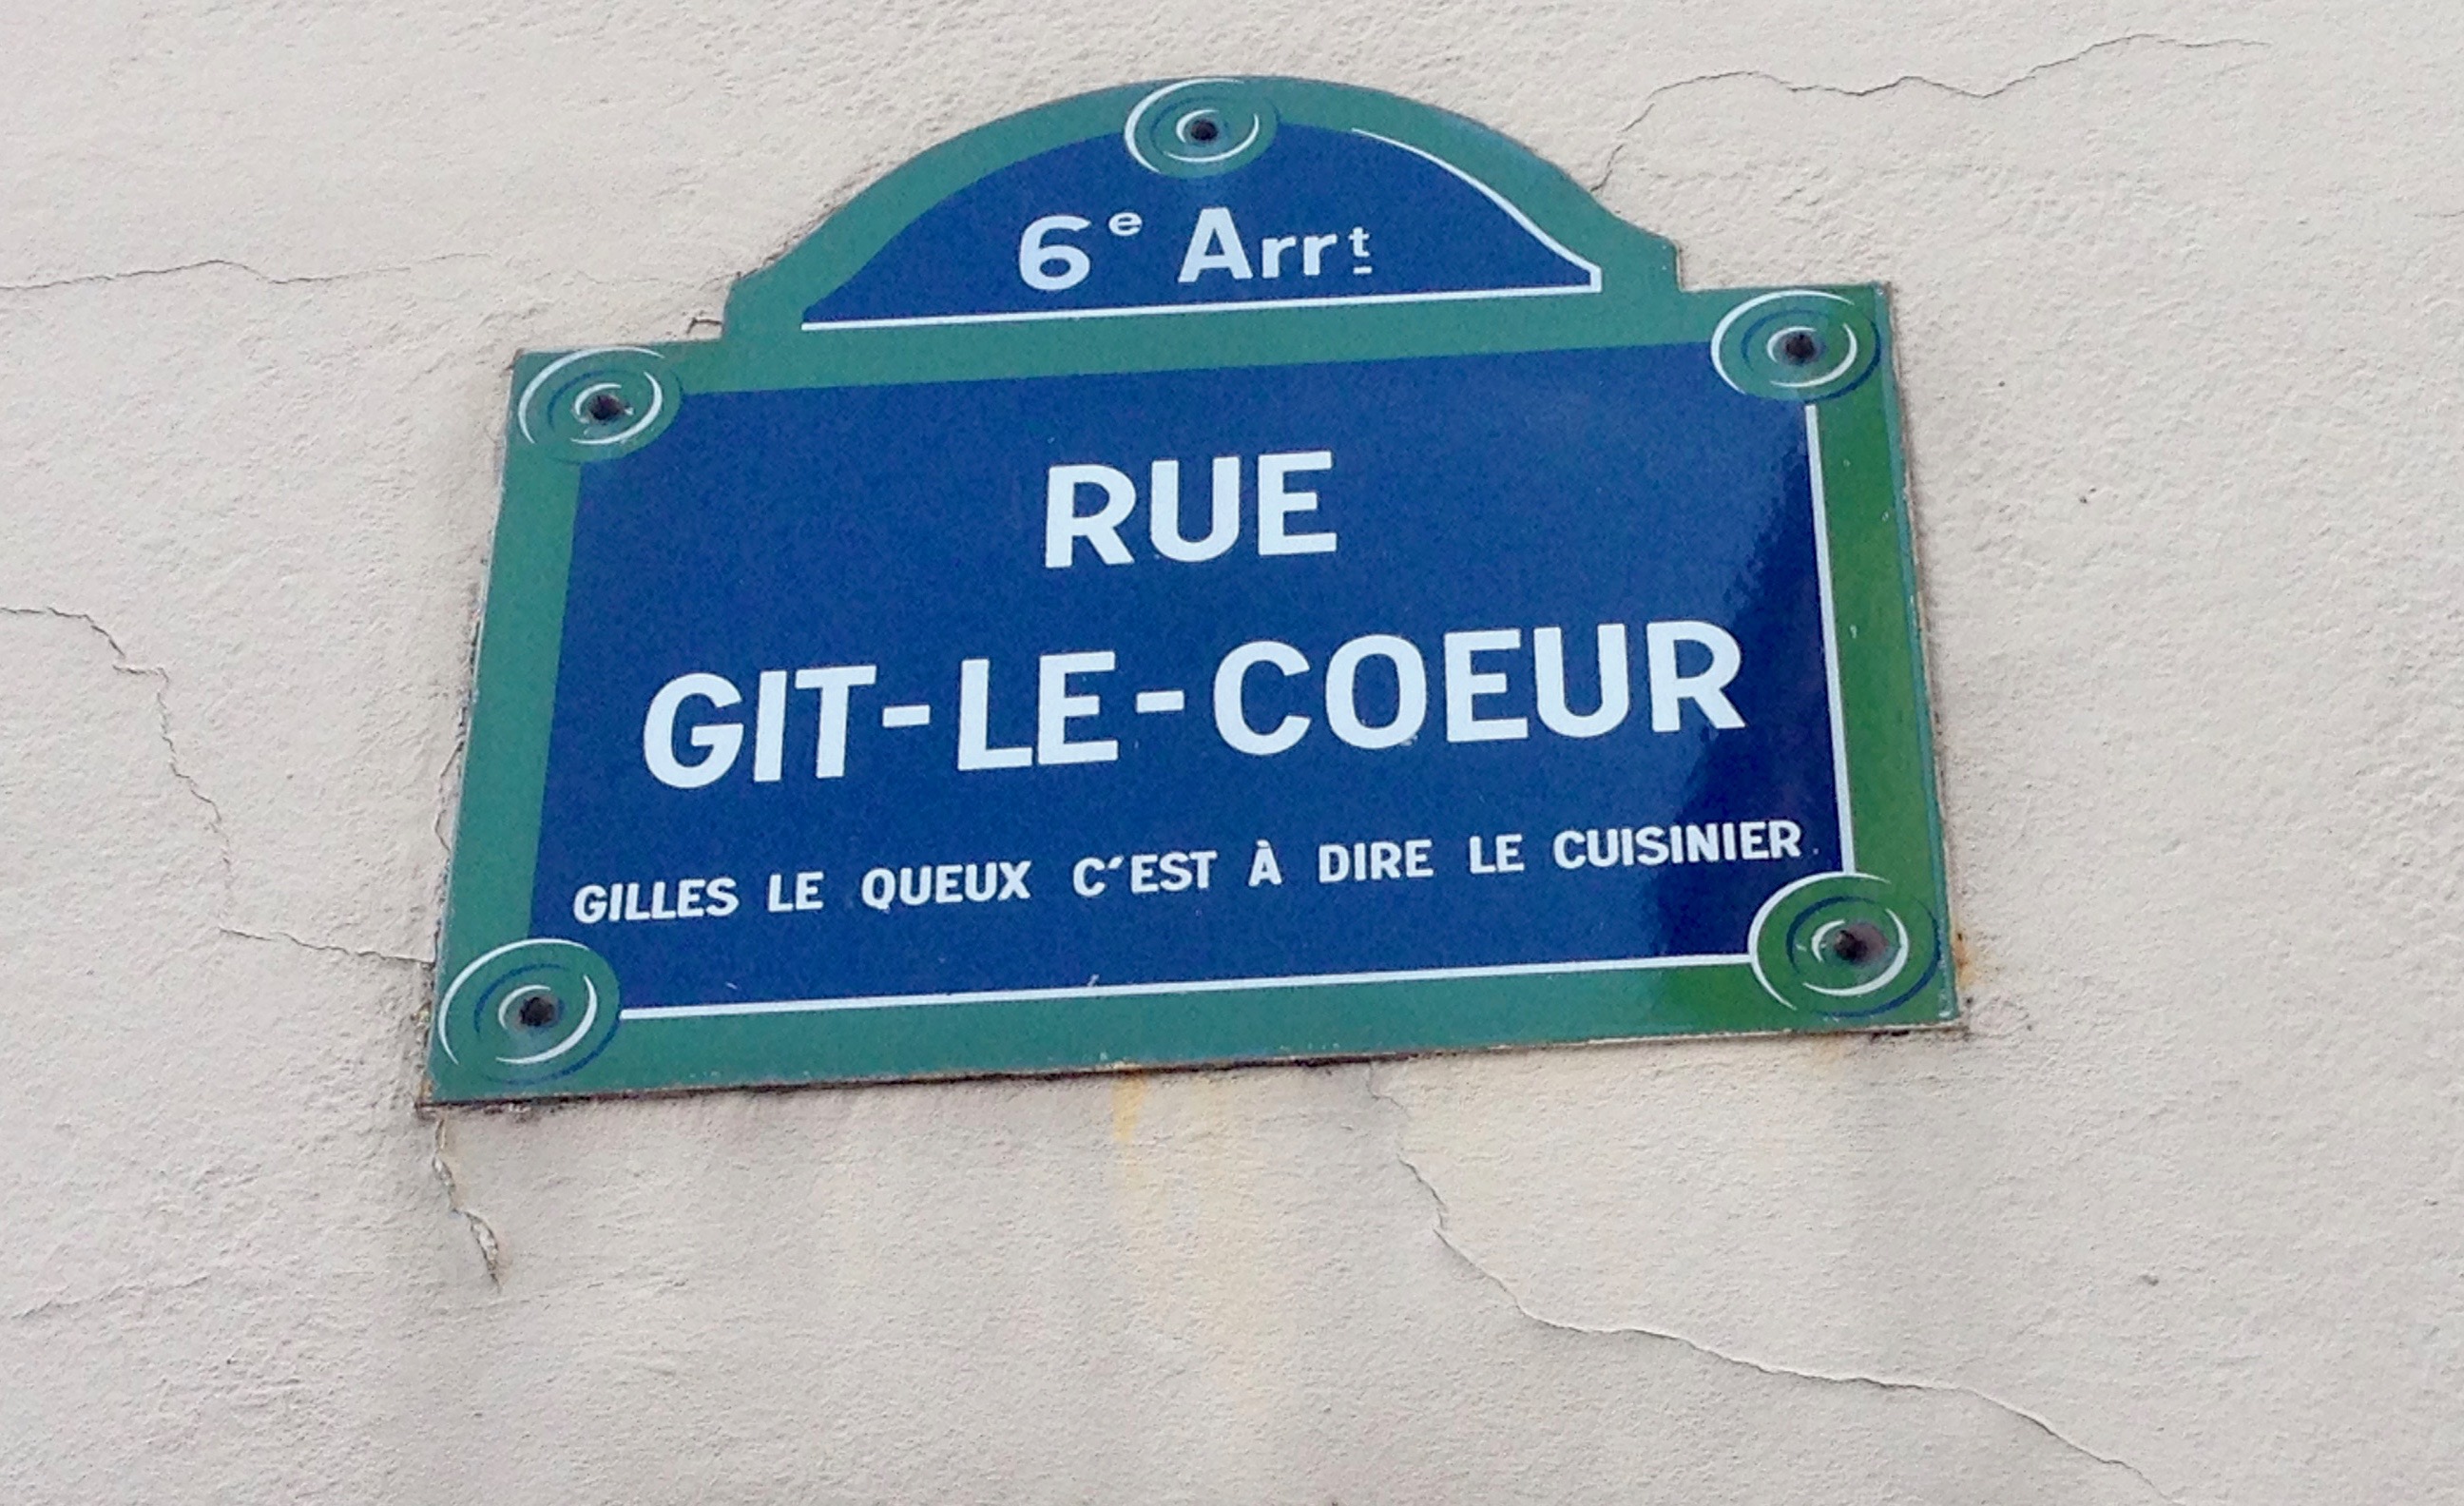 6e Arrt
RUE
GIT-LE-COEUR
GILLES LE QUEUX C'EST À DIRE LE CUISINIER